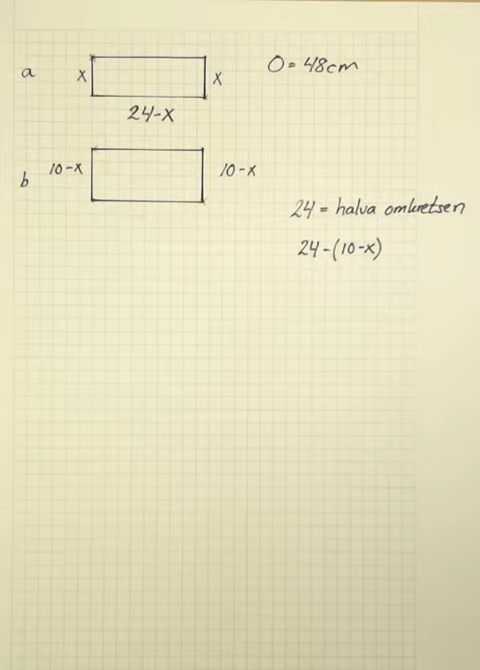 a x x O = 48cm
24-x
b 10-x 10-x
24 = halva omkretsen
24-(10-x)